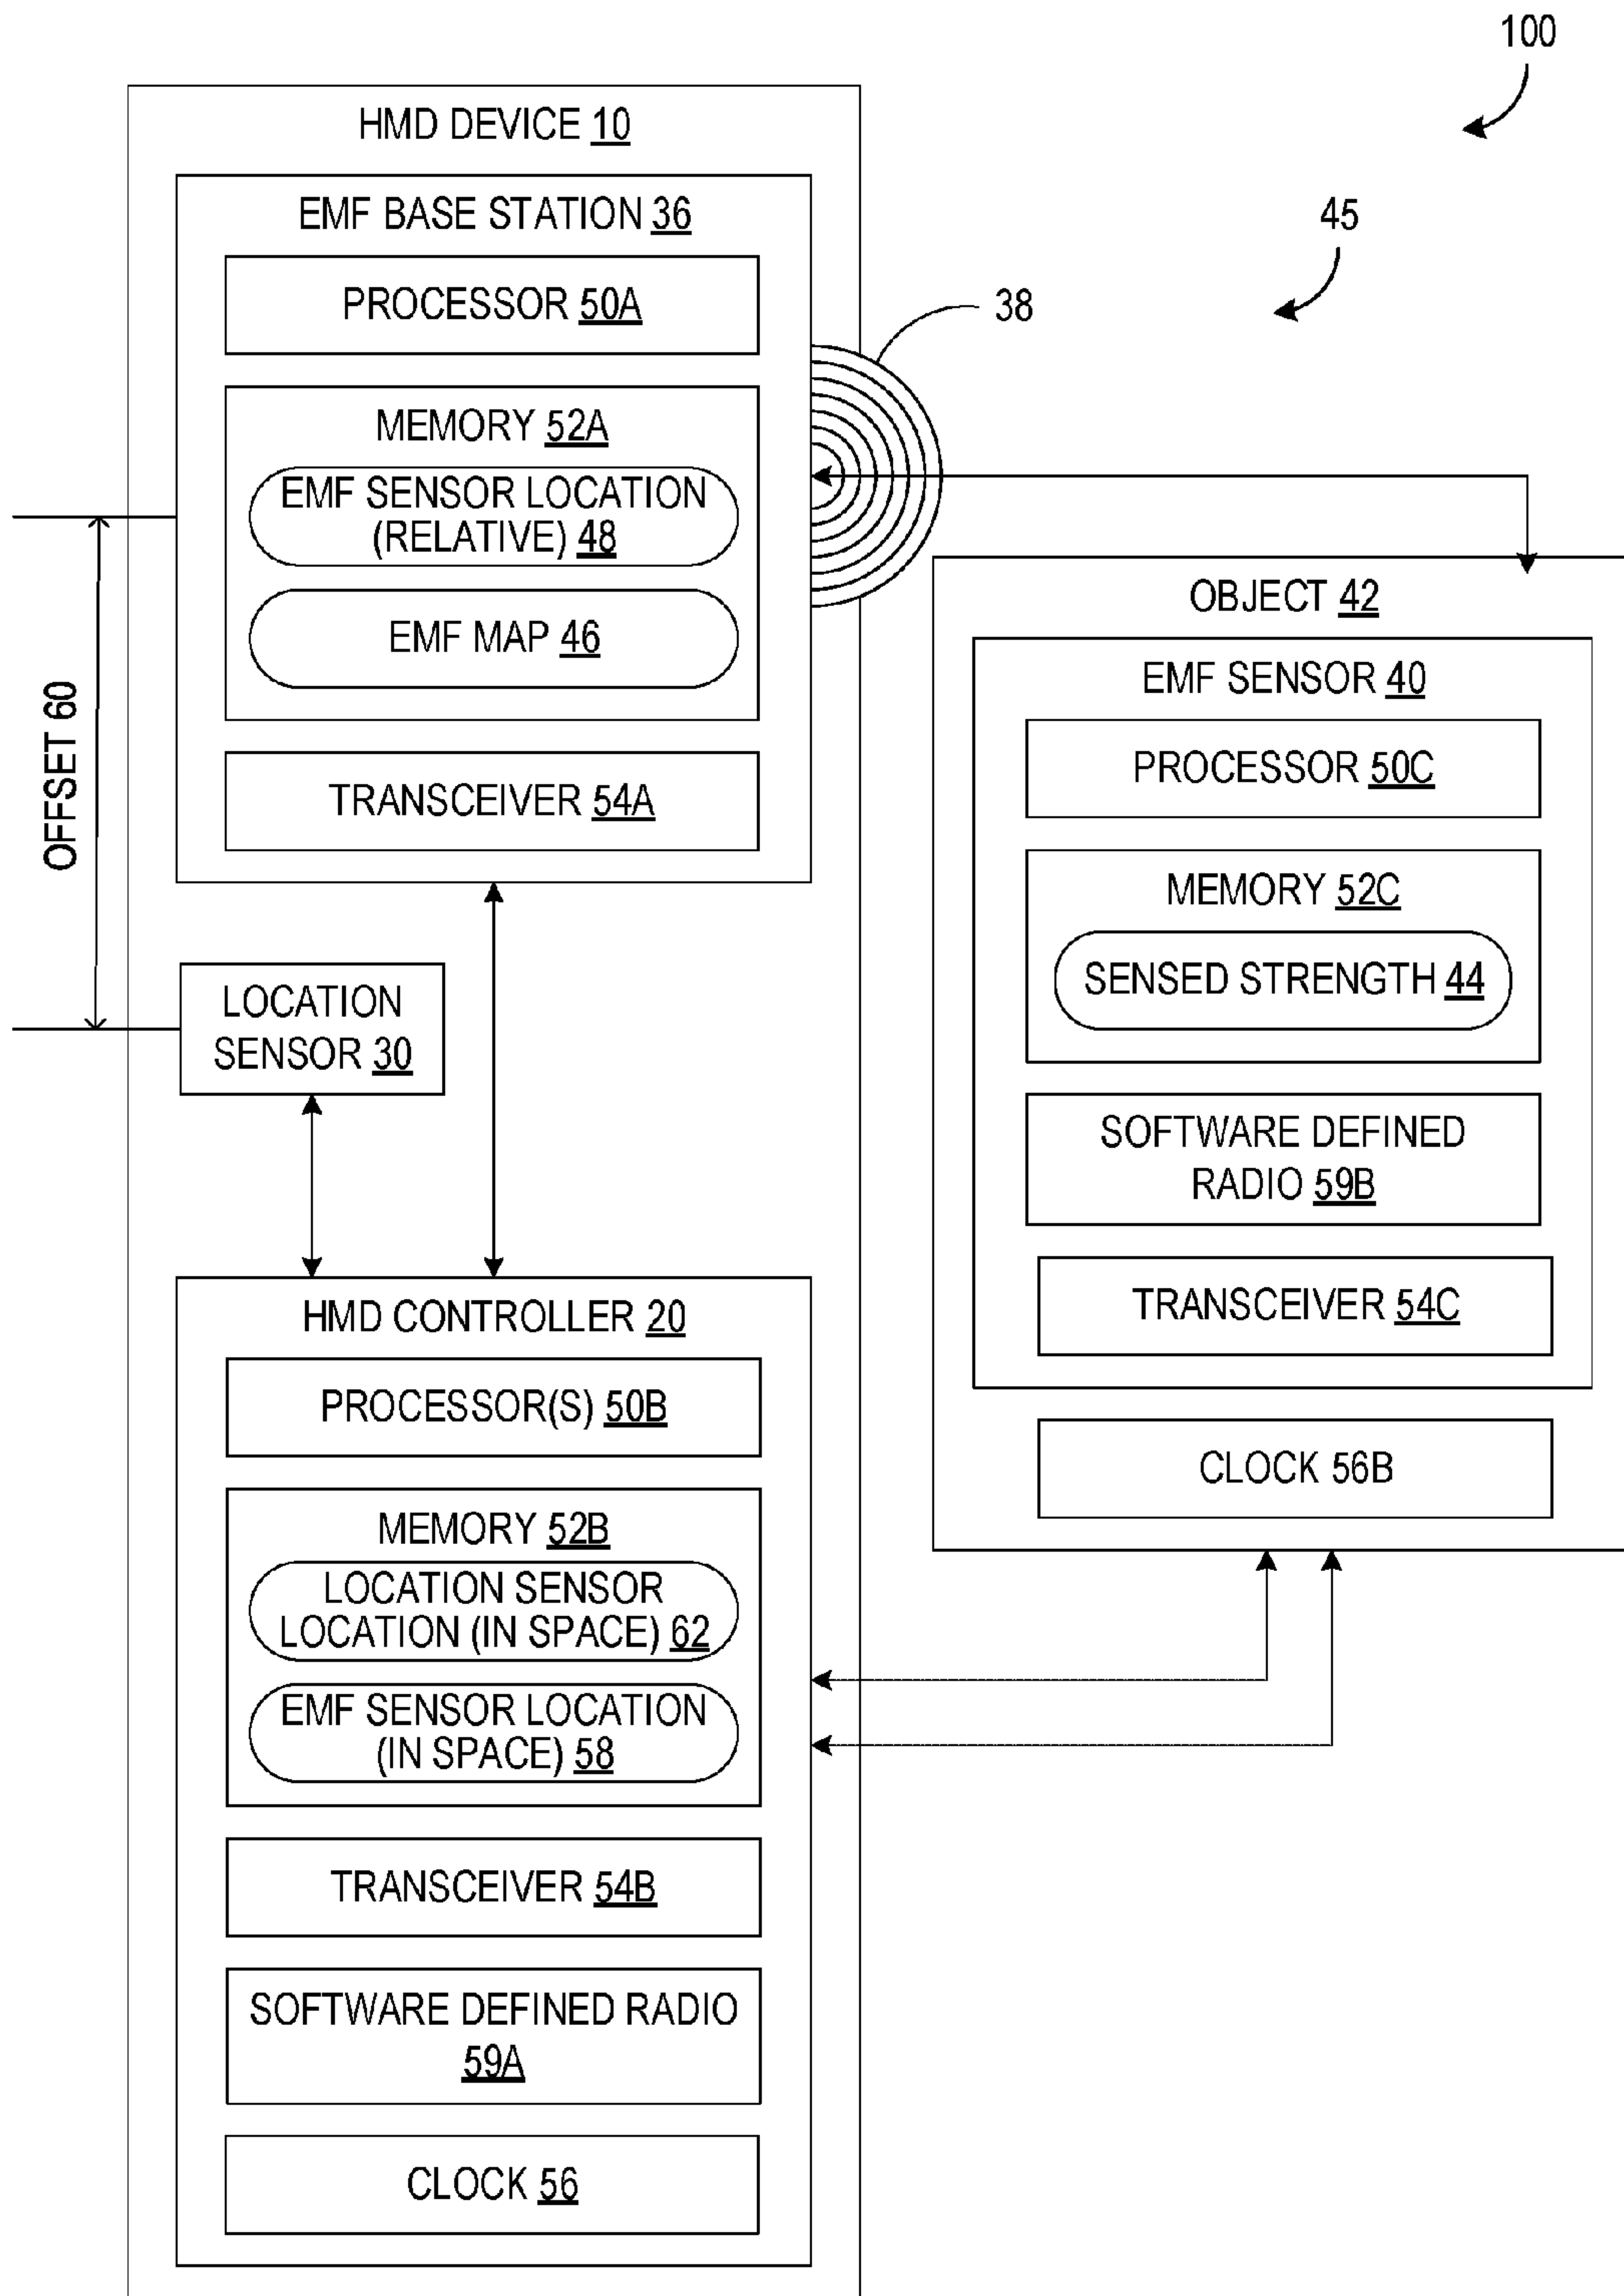 100
HMD DEVICE 10
45
EMF BASE STATION 36
PROCESSOR 50A
38
MEMORY 52A
EMF SENSOR LOCATION
(RELATIVE) 48
EMF MAP 46
TRANSCEIVER 54A
OFFSET 60
LOCATION
SENSOR 30
HMD CONTROLLER 20
PROCESSOR(S) 50B
MEMORY 52B
LOCATION SENSOR
LOCATION (IN SPACE) 62
EMF SENSOR LOCATION
(IN SPACE) 58
TRANSCEIVER 54B
SOFTWARE DEFINED RADIO
59A
CLOCK 56
OBJECT 42
EMF SENSOR 40
PROCESSOR 50C
MEMORY 52C
SENSED STRENGTH 44
SOFTWARE DEFINED
RADIO 59B
TRANSCEIVER 54C
CLOCK 56B